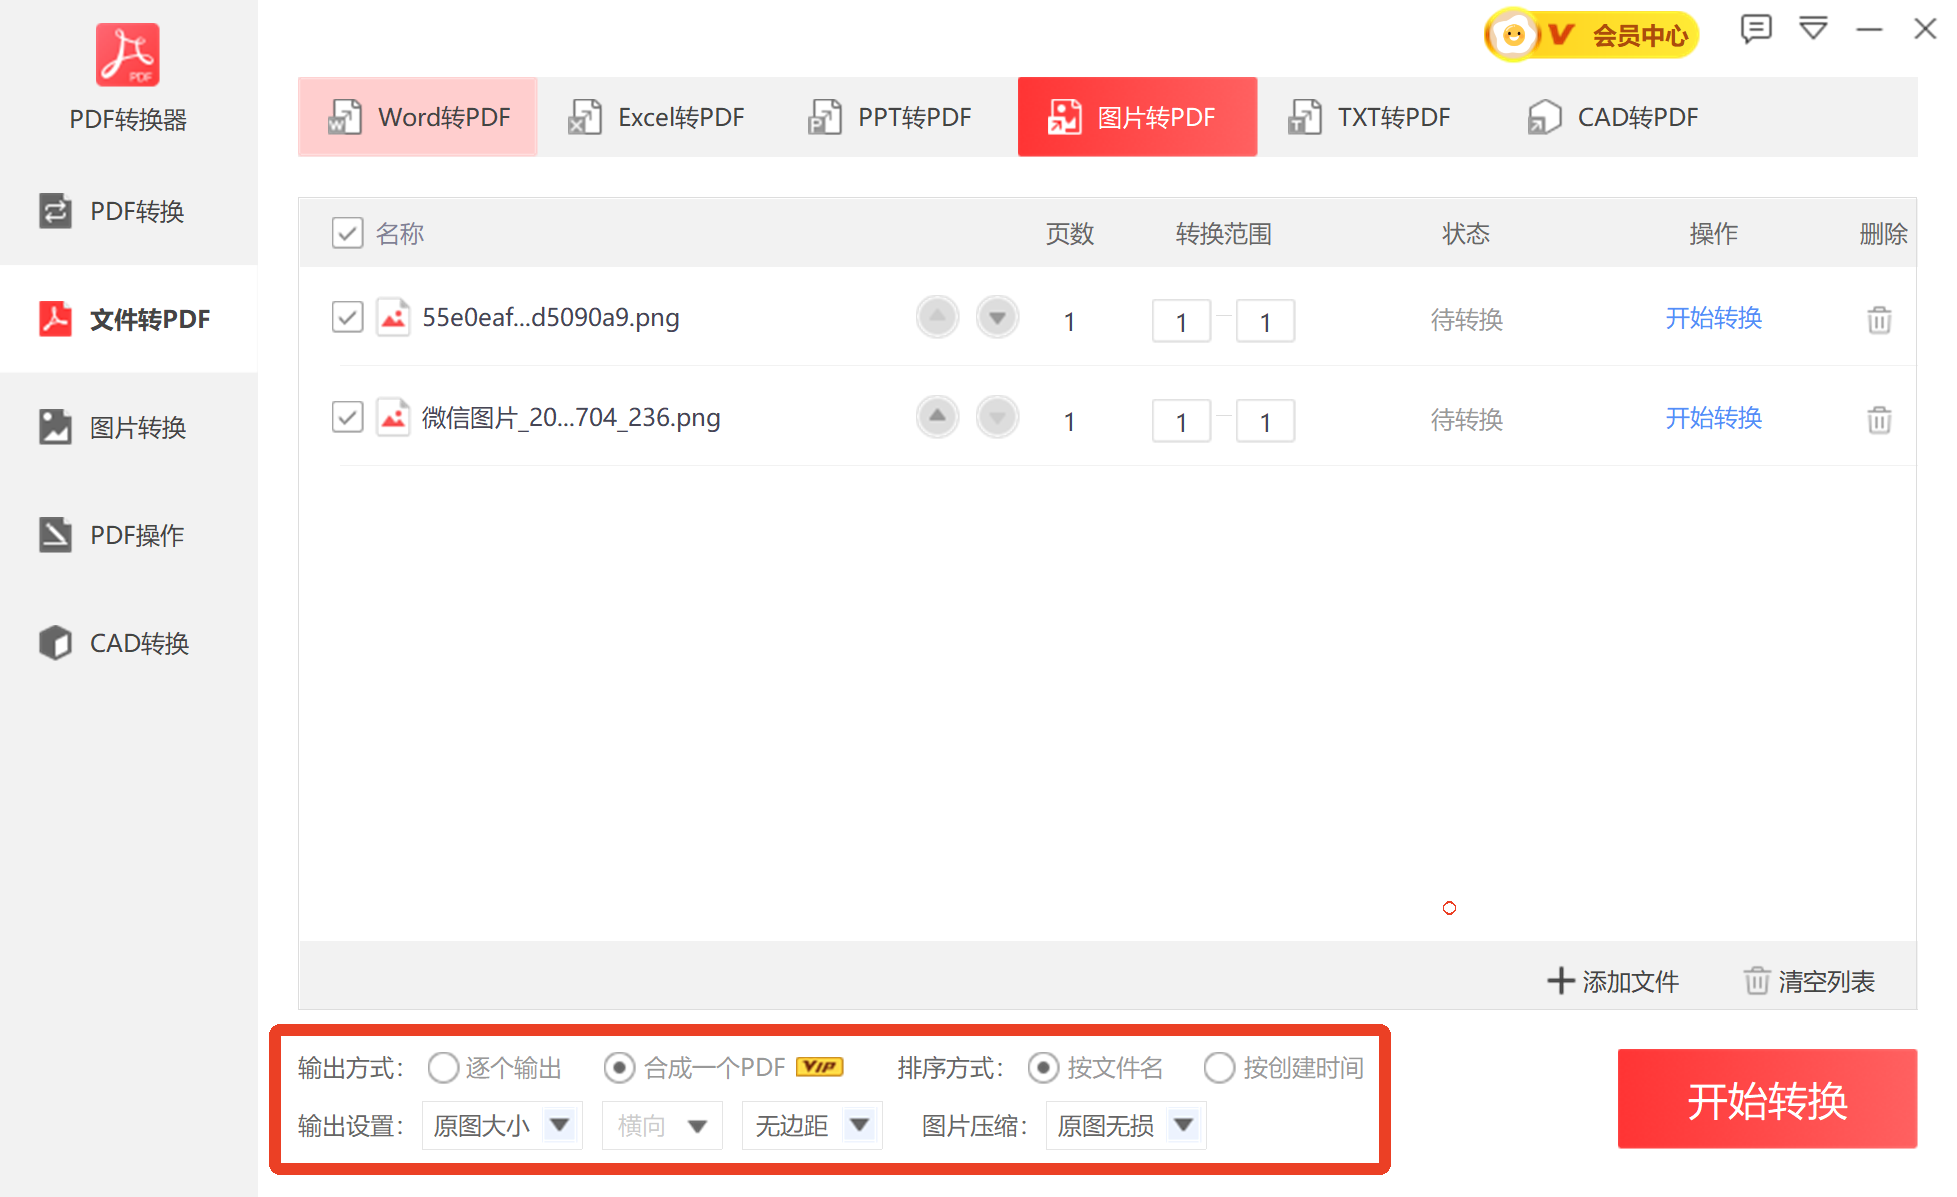 会员中心
PDF
PDF转换器
Word转PDF Excel转PDF PPT转PDF 图片转PDF TXT转PDF CAD转PDF
PDF转换
文件转PDF
图片转换
PDF操作
CAD转换
名称 页数 转换范围 状态 操作 删除
55e0eaf...d5090a9.png 1 1 1 待转换 开始转换
微信图片_20...704_236.png 1 1 1 待转换 开始转换
添加文件 清空列表
输出方式： 逐个输出 合成一个PDF VIP 排序方式： 按文件名 按创建时间
输出设置： 原图大小 横向 无边距 图片压缩： 原图无损
开始转换